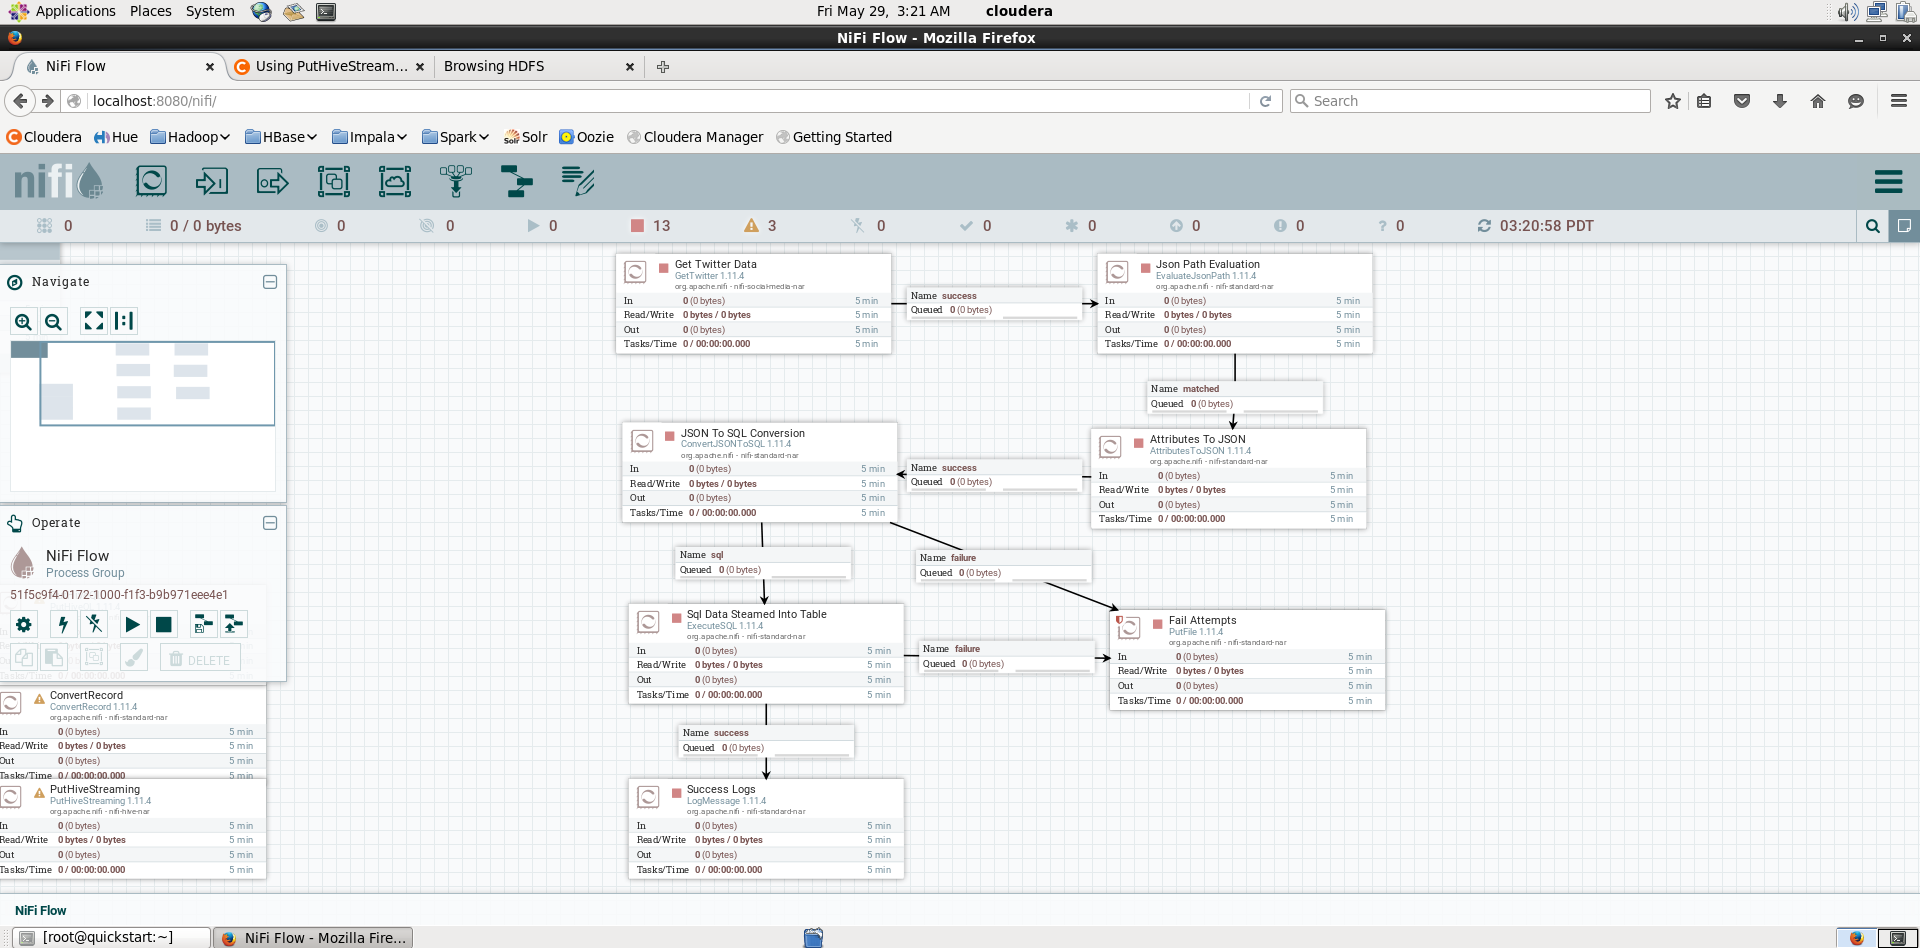 Applications Places System Fri May 29, 3:21 AM cloudera
NiFi Flow - Mozilla Firefox
NiFi Flow Using PutHiveStream... Browsing HDFS
localhost:8080/nifi/ Search
Cloudera Hue Hadoop HBase Impala Spark Solr Oozie Cloudera Manager Getting Started
nifi
0 0 / 0 bytes 0 0 0 13 3 0 0 0 0 0 ? 0 03:20:58 PDT
Navigate
Operate
NiFi Flow
Process Group
51f5c9f4-0172-1000-f1f3-b9b971eee4e1
DELETE
ConvertRecord
ConvertRecord 1.11.4
org.apache.nifi - nifi-standard-nar
In 0 (0 bytes) 5 min
Read/Write 0 bytes / 0 bytes 5 min
Out 0 (0 bytes) 5 min
Tasks/Time 0 / 00:00:00.000 5 min
PutHiveStreaming
PutHiveStreaming 1.11.4
org.apache.nifi - nifi-hive-nar
In 0 (0 bytes) 5 min
Read/Write 0 bytes / 0 bytes 5 min
Out 0 (0 bytes) 5 min
Tasks/Time 0 / 00:00:00.000 5 min
Get Twitter Data
GetTwitter 1.11.4
org.apache.nifi - nifi-social-media-nar
In 0 (0 bytes) 5 min
Read/Write 0 bytes / 0 bytes 5 min
Out 0 (0 bytes) 5 min
Tasks/Time 0 / 00:00:00.000 5 min
Name success
Queued 0 (0 bytes)
Json Path Evaluation
EvaluateJsonPath 1.11.4
org.apache.nifi - nifi-standard-nar
In 0 (0 bytes) 5 min
Read/Write 0 bytes / 0 bytes 5 min
Out 0 (0 bytes) 5 min
Tasks/Time 0 / 00:00:00.000 5 min
Name matched
Queued 0 (0 bytes)
JSON To SQL Conversion
ConvertJSONToSQL 1.11.4
org.apache.nifi - nifi-standard-nar
In 0 (0 bytes) 5 min
Read/Write 0 bytes / 0 bytes 5 min
Out 0 (0 bytes) 5 min
Tasks/Time 0 / 00:00:00.000 5 min
Name success
Queued 0 (0 bytes)
Attributes To JSON
AttributesToJSON 1.11.4
org.apache.nifi - nifi-standard-nar
In 0 (0 bytes) 5 min
Read/Write 0 bytes / 0 bytes 5 min
Out 0 (0 bytes) 5 min
Tasks/Time 0 / 00:00:00.000 5 min
Name sql
Queued 0 (0 bytes)
Name failure
Queued 0 (0 bytes)
Sql Data Steamed Into Table
ExecuteSQL 1.11.4
org.apache.nifi - nifi-standard-nar
In 0 (0 bytes) 5 min
Read/Write 0 bytes / 0 bytes 5 min
Out 0 (0 bytes) 5 min
Tasks/Time 0 / 00:00:00.000 5 min
Name failure
Queued 0 (0 bytes)
Fail Attempts
PutFile 1.11.4
org.apache.nifi - nifi-standard-nar
In 0 (0 bytes) 5 min
Read/Write 0 bytes / 0 bytes 5 min
Out 0 (0 bytes) 5 min
Tasks/Time 0 / 00:00:00.000 5 min
Name success
Queued 0 (0 bytes)
Success Logs
LogMessage 1.11.4
org.apache.nifi - nifi-standard-nar
In 0 (0 bytes) 5 min
Read/Write 0 bytes / 0 bytes 5 min
Out 0 (0 bytes) 5 min
Tasks/Time 0 / 00:00:00.000 5 min
NiFi Flow
[root@quickstart:~] NiFi Flow - Mozilla Fire...